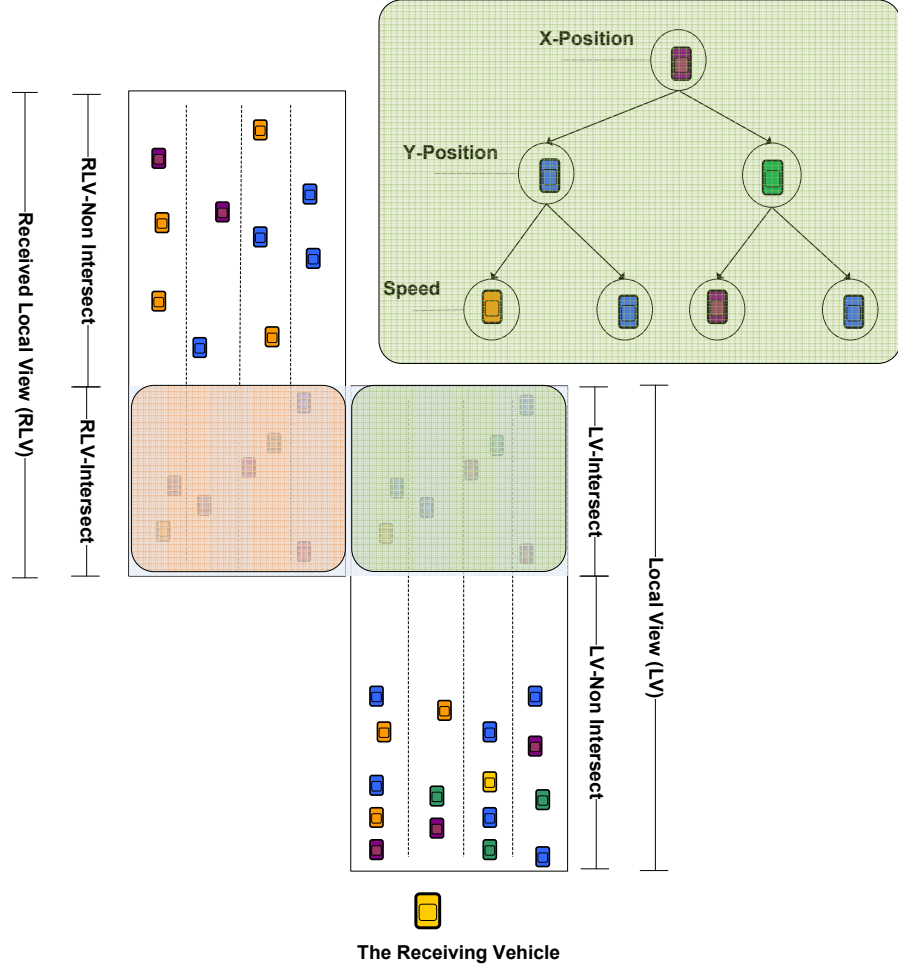 X-Position
Y-Position
Speed
Received Local View (RLV)
RLV-Non Intersect
RLV-Intersect
LV-Intersect
LV-Non Intersect
Local View (LV)
The Receiving Vehicle